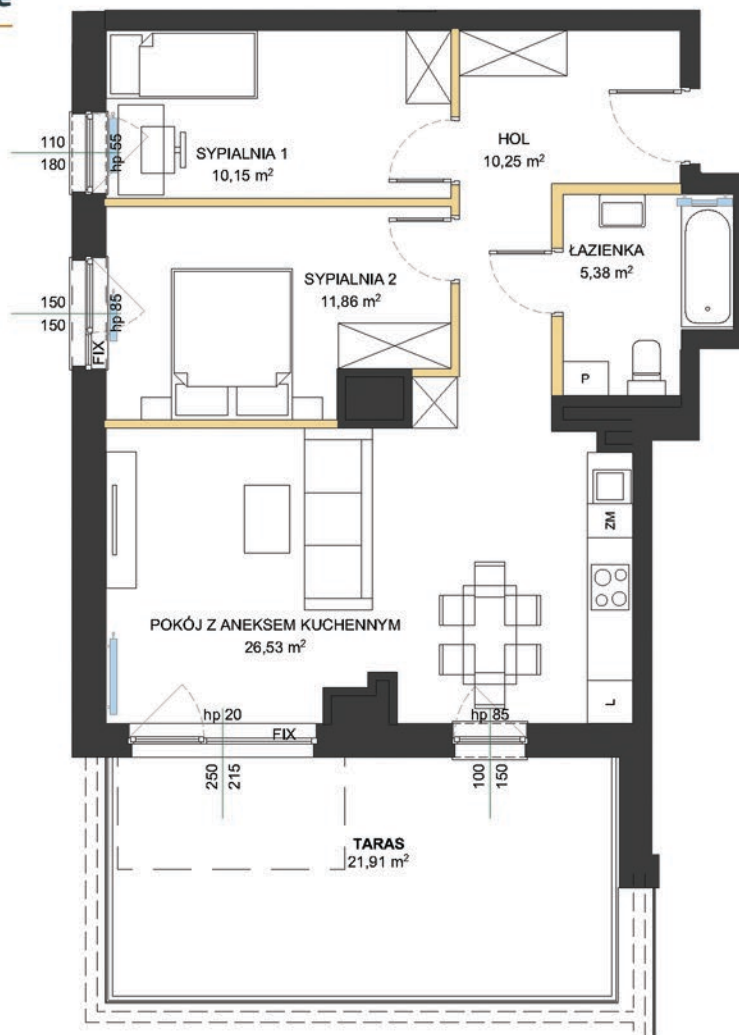 110
180
hp 55
SYPIALNIA 1
10,15 m²
HOL
10,25 m²
ŁAZIENKA
5,38 m²
SYPIALNIA 2
11,86 m²
150
150
hp 85
FIX
P
ZM
POKÓJ Z ANEKSEM KUCHENNYM
26,53 m²
L
hp 20
FIX
hp 85
250
215
100
150
TARAS
21,91 m²